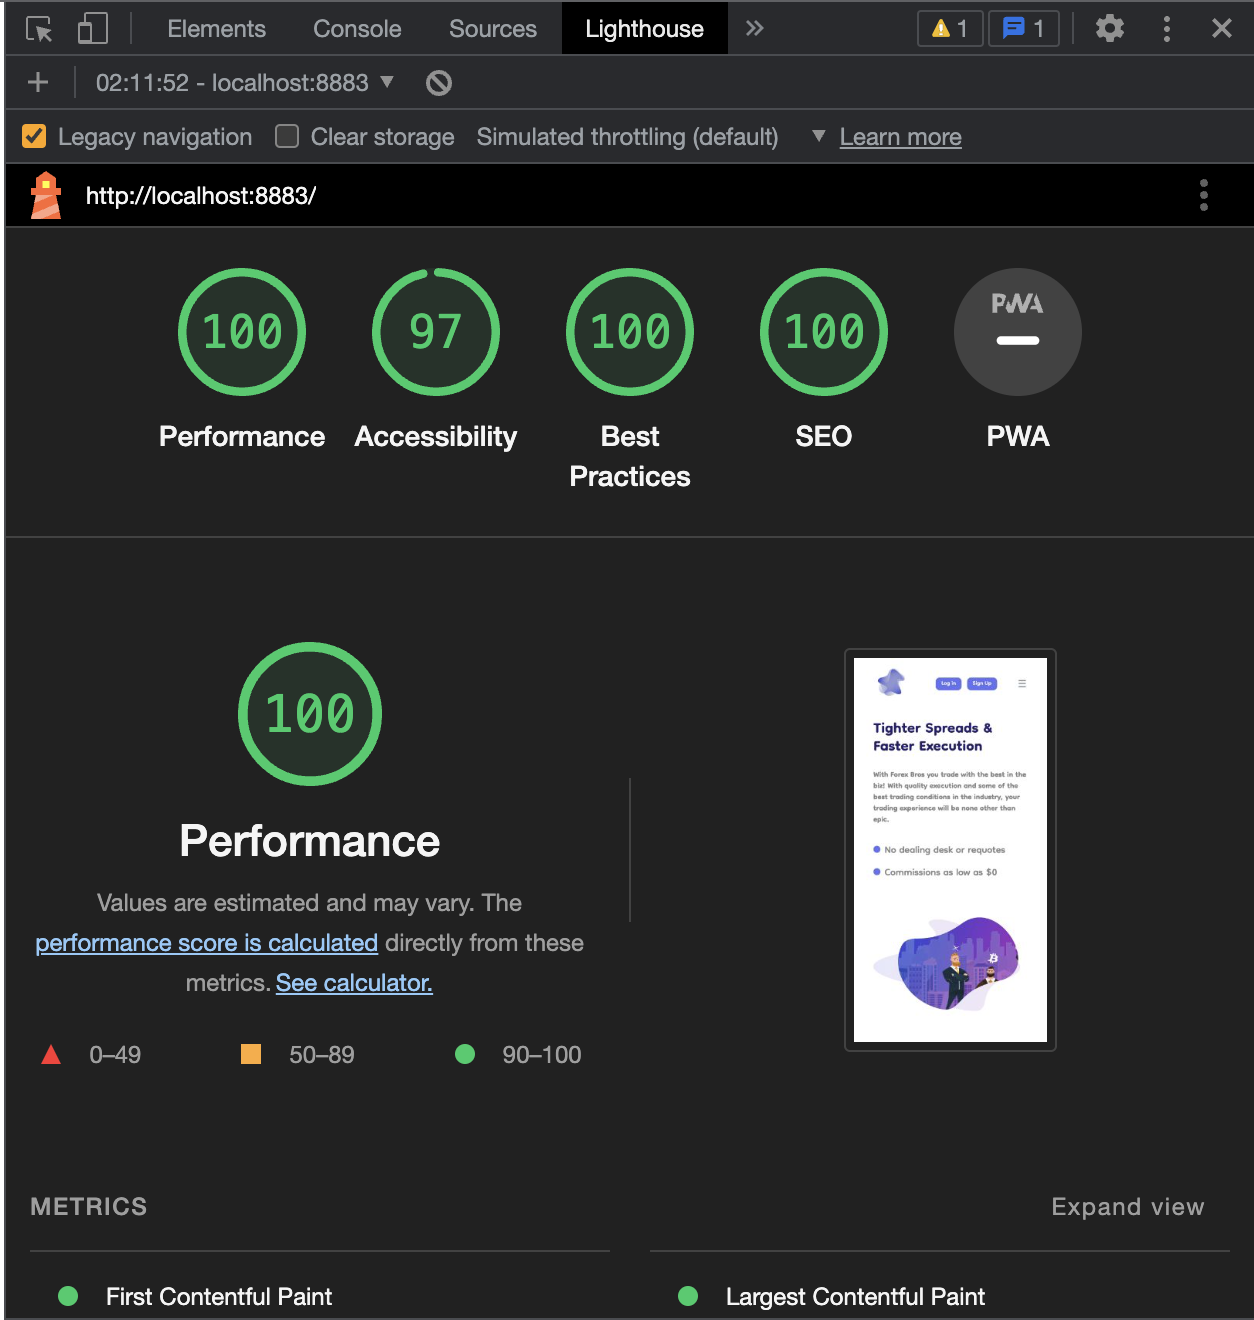 Elements Console Sources Lighthouse 1 1
02:11:52 - localhost:8883
Legacy navigation Clear storage Simulated throttling (default) Learn more
http://localhost:8883/
100 97 100 100 PWA
Performance Accessibility Best Practices SEO PWA
100
Performance
Values are estimated and may vary. The
performance score is calculated directly from these
metrics. See calculator.
0–49 50–89 90–100
Log In Sign Up
Tighter Spreads &
Faster Execution
With Forex Bros you trade with the best in the
biz! With quality execution and some of the
best trading conditions in the industry, your
trading experience will be none other than
epic.
No dealing desk or requotes
Commissions as low as $0
METRICS Expand view
First Contentful Paint Largest Contentful Paint